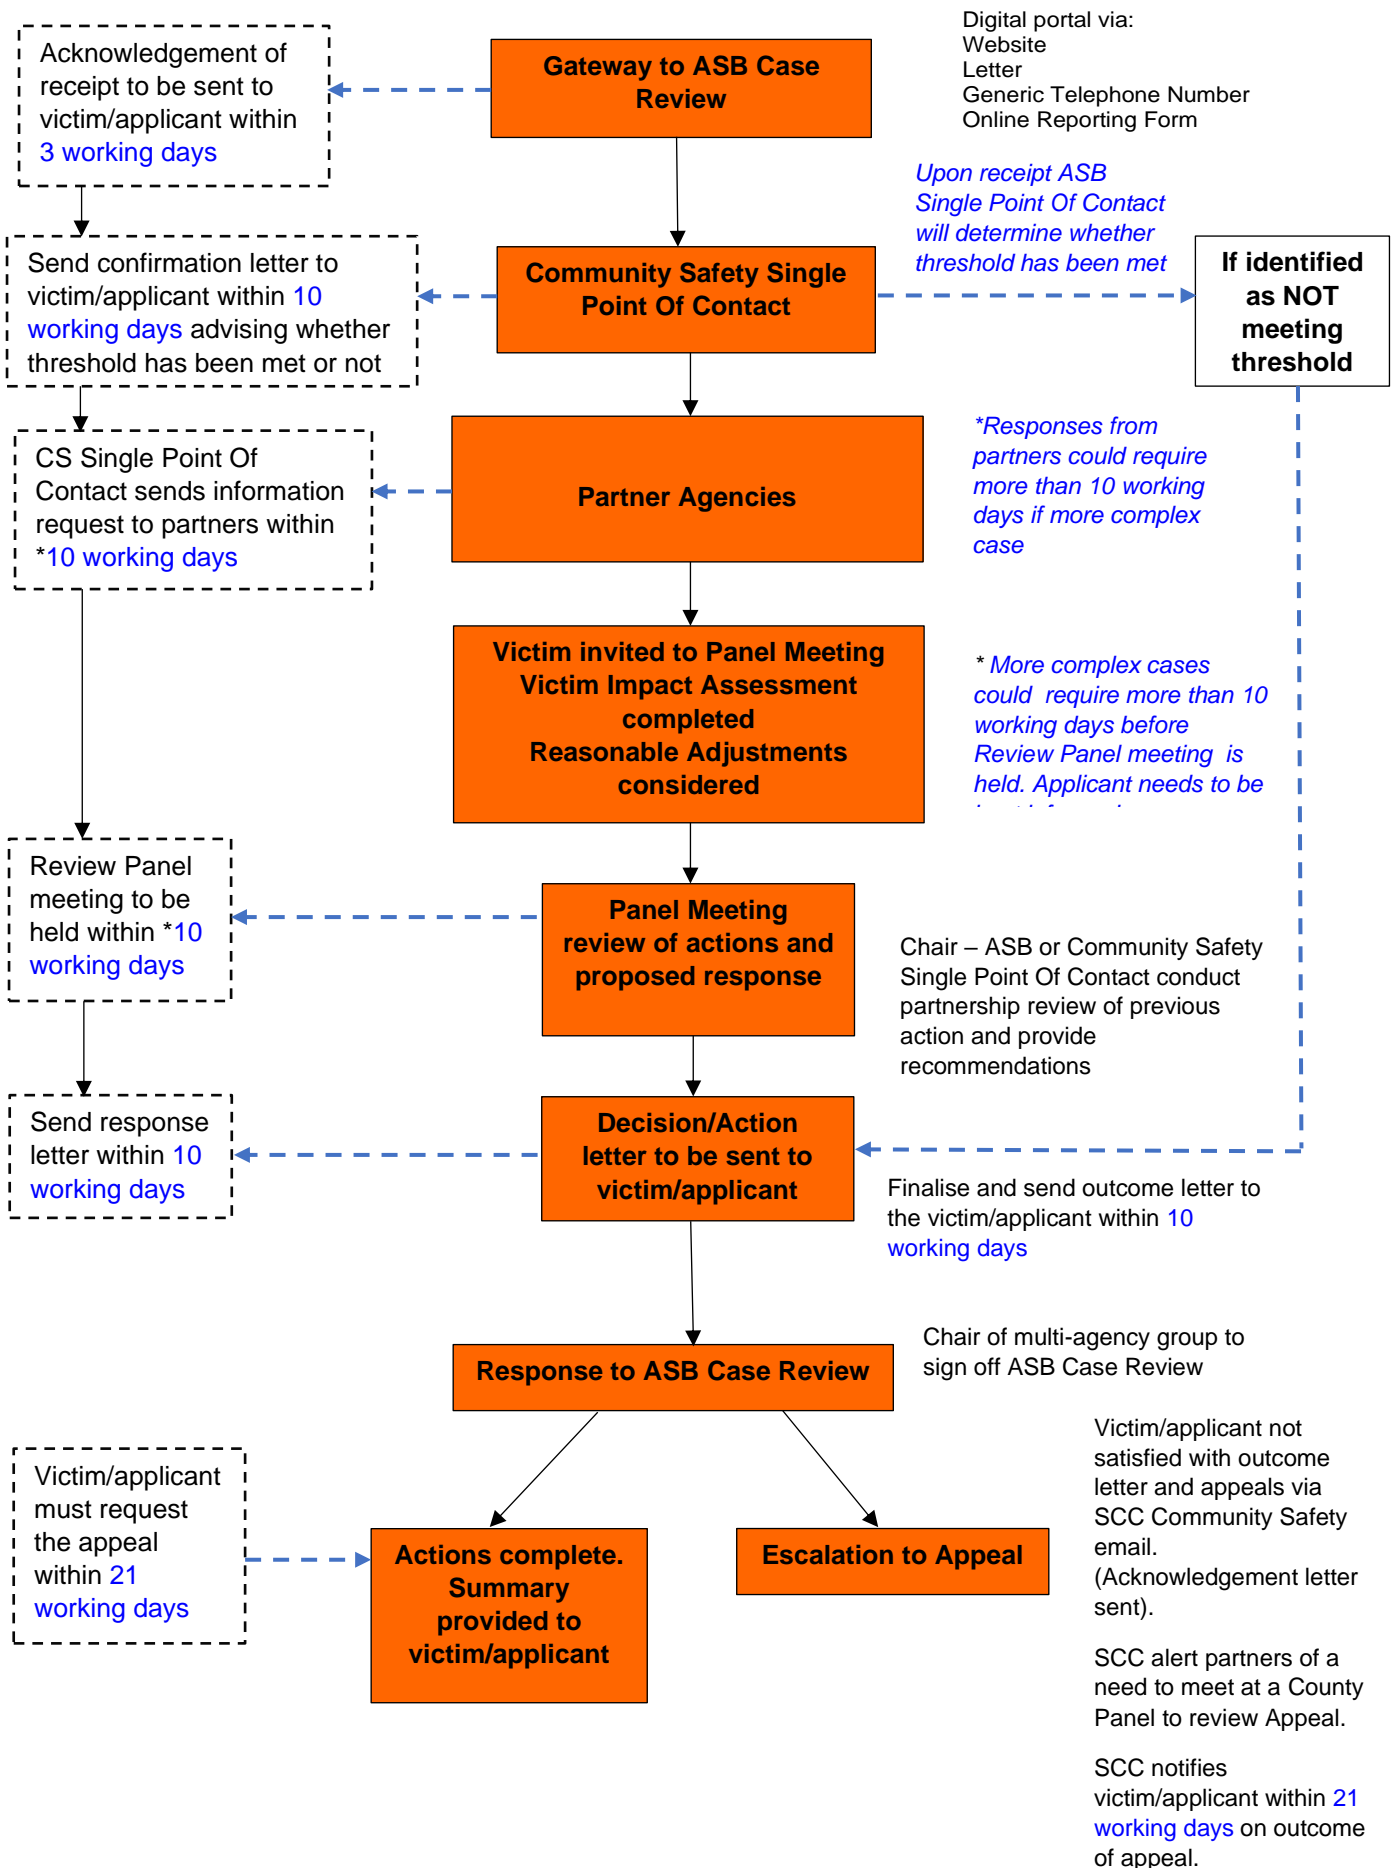 Digital portal via:
Website
Letter
Generic Telephone Number
Online Reporting Form
Acknowledgement of
receipt to be sent to
victim/applicant within
3 working days
Gateway to ASB Case
Review
Upon receipt ASB
Single Point Of Contact
will determine whether
threshold has been met
Send confirmation letter to
victim/applicant within 10
working days advising whether
threshold has been met or not
Community Safety Single
Point Of Contact
If identified
as NOT
meeting
threshold
CS Single Point Of
Contact sends information
request to partners within
*10 working days
Partner Agencies
*Responses from
partners could require
more than 10 working
days if more complex
case
Victim invited to Panel Meeting
Victim Impact Assessment
completed
Reasonable Adjustments
considered
* More complex cases
could require more than 10
working days before
Review Panel meeting is
held. Applicant needs to be
Review Panel
meeting to be
held within *10
working days
Panel Meeting
review of actions and
proposed response
Chair – ASB or Community Safety
Single Point Of Contact conduct
partnership review of previous
action and provide
recommendations
Send response
letter within 10
working days
Decision/Action
letter to be sent to
victim/applicant
Finalise and send outcome letter to
the victim/applicant within 10
working days
Response to ASB Case Review
Chair of multi-agency group to
sign off ASB Case Review
Victim/applicant
must request
the appeal
within 21
working days
Actions complete.
Summary
provided to
victim/applicant
Escalation to Appeal
Victim/applicant not
satisfied with outcome
letter and appeals via
SCC Community Safety
email.
(Acknowledgement letter
sent).
SCC alert partners of a
need to meet at a County
Panel to review Appeal.
SCC notifies
victim/applicant within 21
working days on outcome
of appeal.